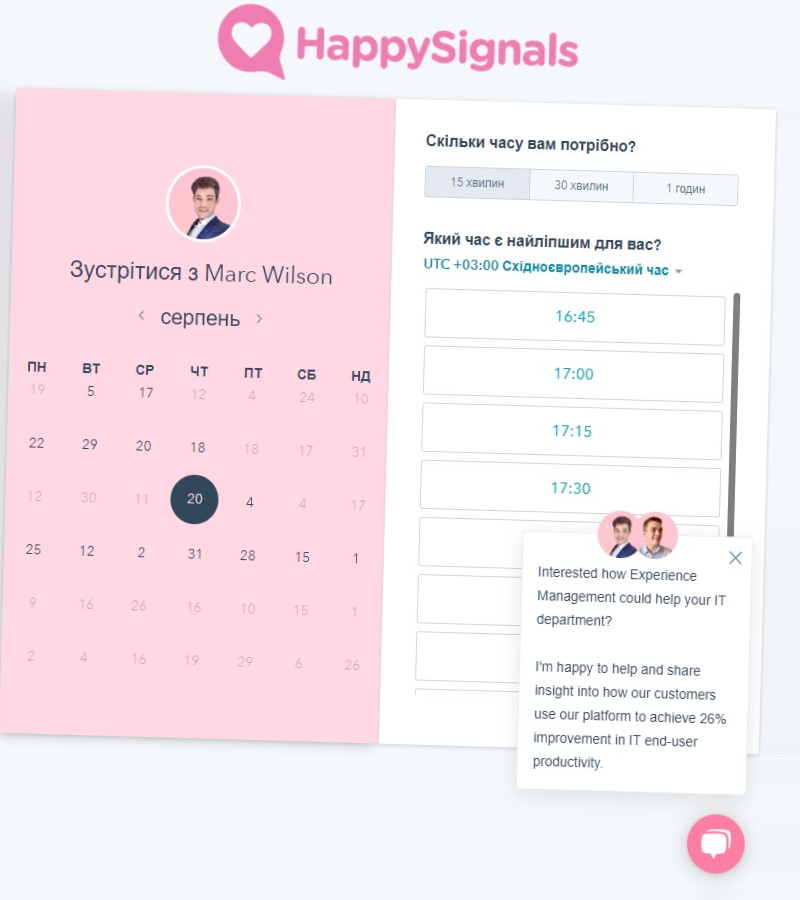 HappySignals
Зустрітися з Marc Wilson
серпень
ПН ВТ СР ЧТ ПТ СБ НД
19 5 17 12 4 24 10
22 29 20 18 18 17 31
12 30 11 20 4 4 17
25 12 2 31 28 15 1
9 16 26 16 10 15 1
2 4 16 19 29 6 26
Скільки часу вам потрібно?
15 хвилин 30 хвилин 1 годин
Який час є найліпшим для вас?
UTC +03:00 Східноєвропейський час
16:45
17:00
17:15
17:30
Interested how Experience
Management could help your IT
department?
I'm happy to help and share
insight into how our customers
use our platform to achieve 26%
improvement in IT end-user
productivity.